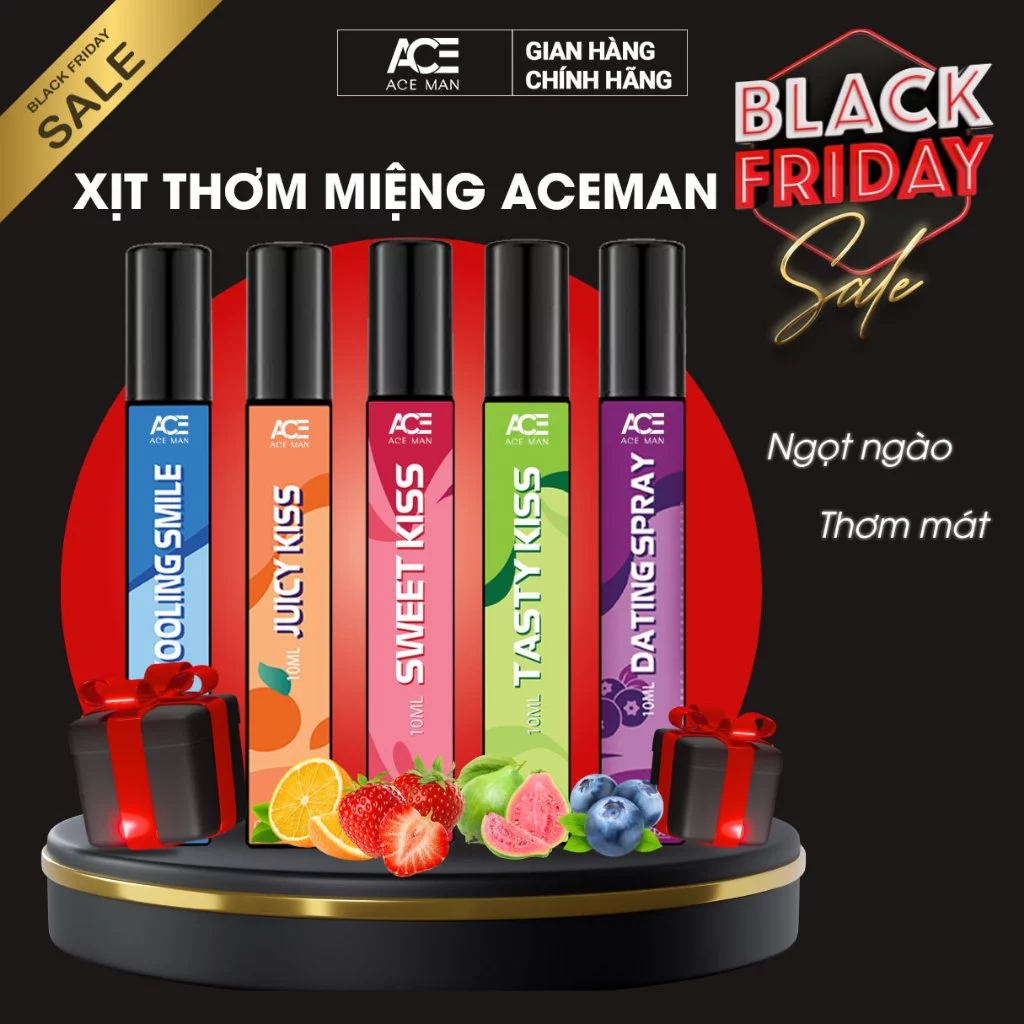 BLACK FRIDAY
SALE
ACE
ACE MAN
GIAN HÀNG
CHÍNH HÃNG
BLACK
FRIDAY
Sale
XỊT THƠM MIỆNG ACEMAN
ACE
ACE MAN
OOLING SMILE
ACE
ACE MAN
JUICY KISS
10ML
ACE
ACE MAN
SWEET KISS
10ML
ACE
ACE MAN
TASTY KISS
10ML
ACE
ACE MAN
DATING SPRAY
10ML
Ngọt ngào
Thơm mát